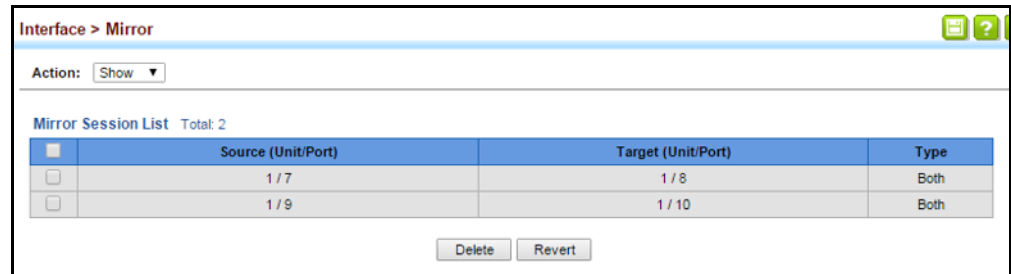 Interface > Mirror
?
Action: Show ▼
Mirror Session List Total: 2
Source (Unit/Port) Target (Unit/Port) Type
1 / 7 1 / 8 Both
1 / 9 1 / 10 Both
Delete Revert